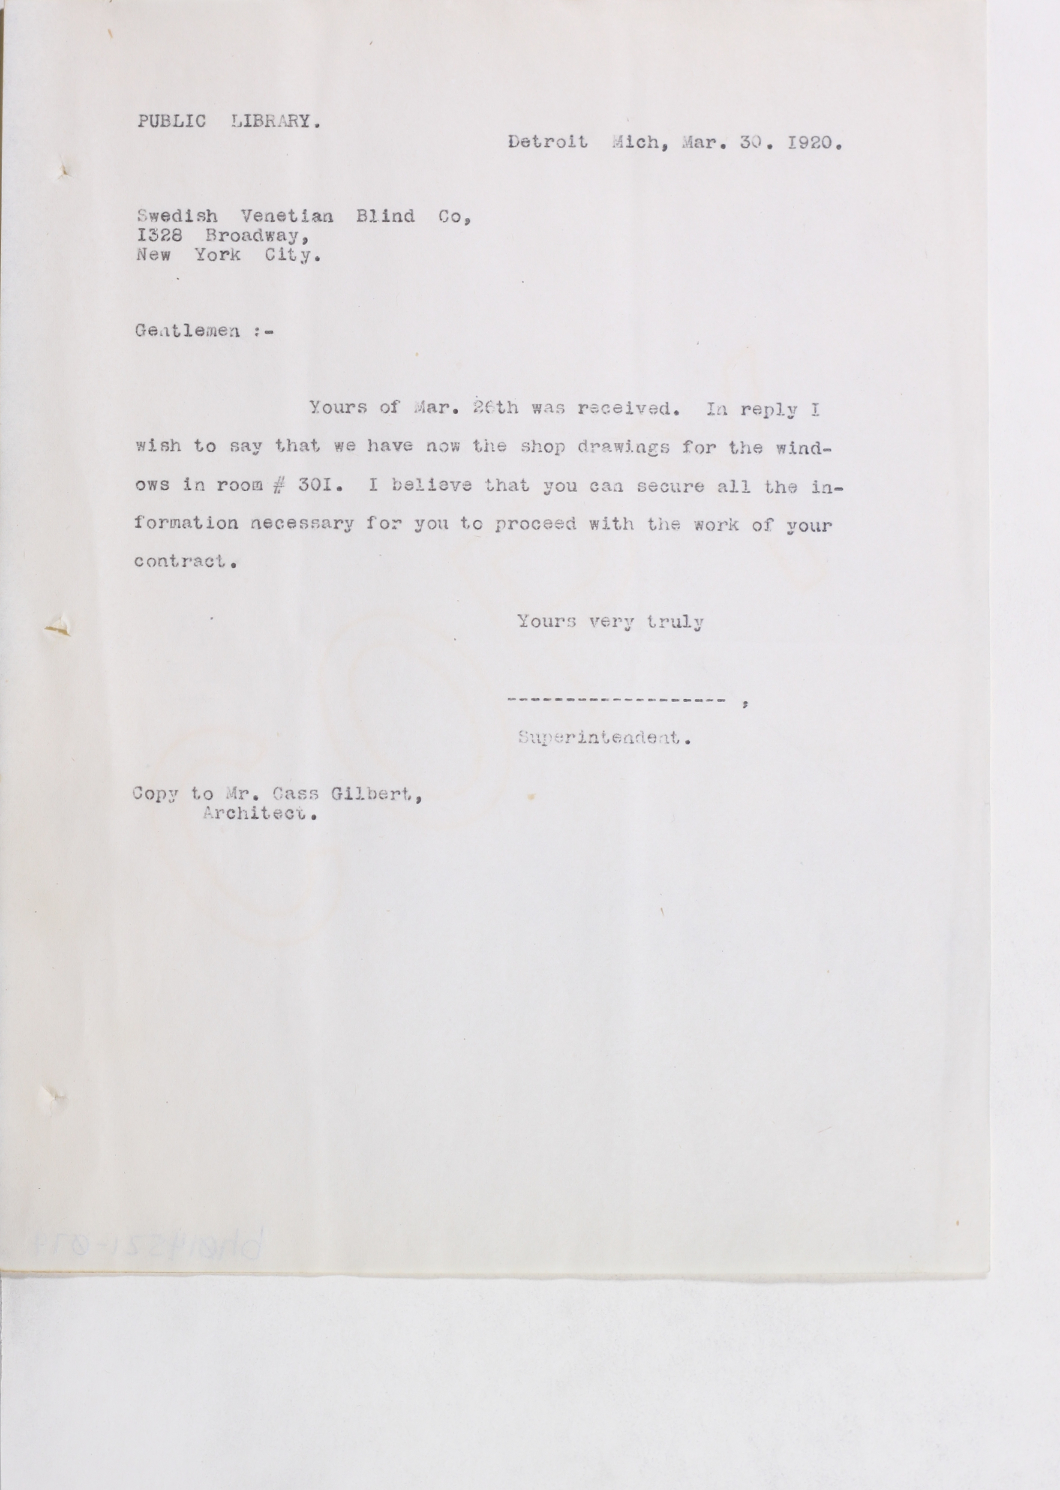 PUBLIC LIBRARY.
Detroit Mich, Mar. 30. I920.
Swedish Venetian Blind Co,
I328 Broadway,
New York City.
Gentlemen :-
Yours of Mar. 26th was received. In reply I
wish to say that we have now the shop drawings for the wind-
ows in room # 30I. I believe that you can secure all the in-
formation necessary for you to proceed with the work of your
contract.
Yours very truly
------------------- ,
Superintendent.
Copy to Mr. Cass Gilbert,
Architect.